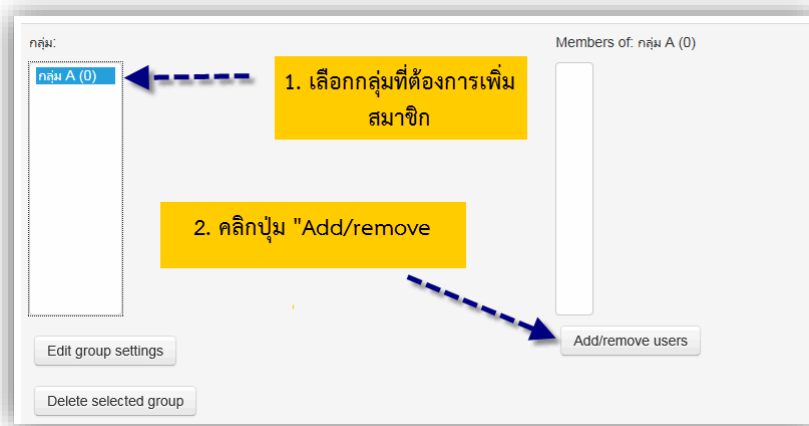 กลุ่ม:
Members of: กลุ่ม A (0)
กลุ่ม A (0)
1. เลือกกลุ่มที่ต้องการเพิ่ม
สมาชิก
2. คลิกปุ่ม "Add/remove
Add/remove users
Edit group settings
Delete selected group